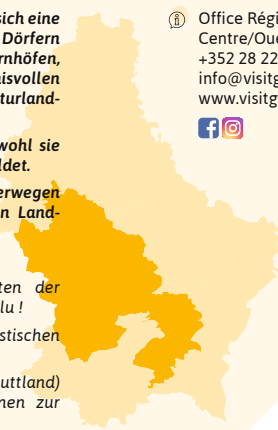 sich eine
Dörfern
rnhöfen,
isvollen
turland-
wohl sie
ldet.
erwegen
n Land-
ten der
lu !
stischen
uttland)
nen zur
Office Régi
Centre/Oue
+352 28 22
info@visitg
www.visitg